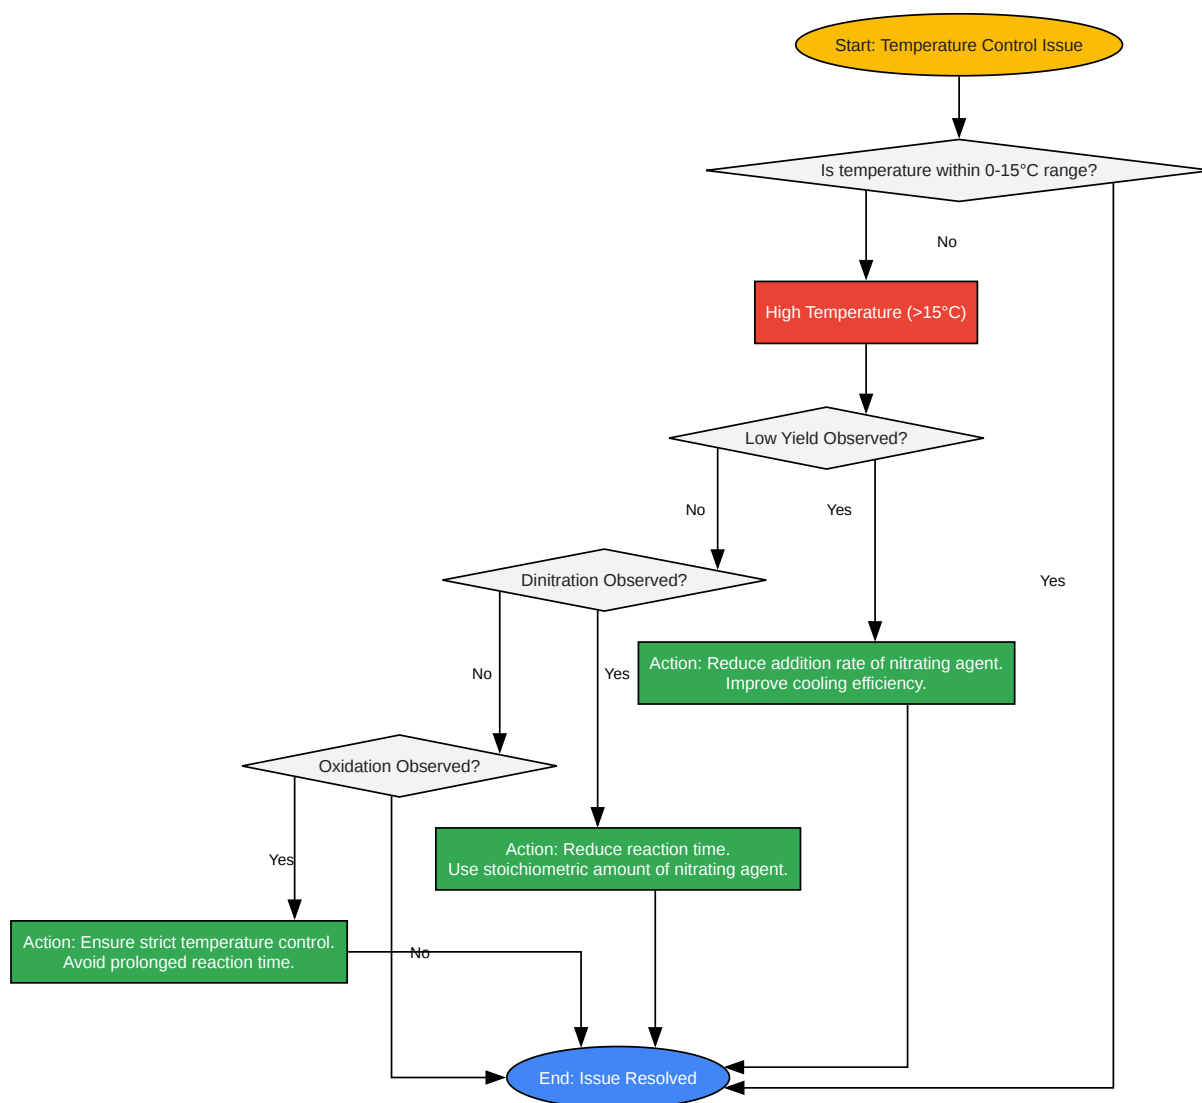 Start: Temperature Control Issue
Is temperature within 0-15°C range?
No
High Temperature (>15°C)
Low Yield Observed?
No
Yes
Dinitration Observed?
Yes
No
Yes
Action: Reduce addition rate of nitrating agent.
Improve cooling efficiency.
Oxidation Observed?
Yes
Action: Reduce reaction time.
Use stoichiometric amount of nitrating agent.
Action: Ensure strict temperature control.
Avoid prolonged reaction time.
No
End: Issue Resolved